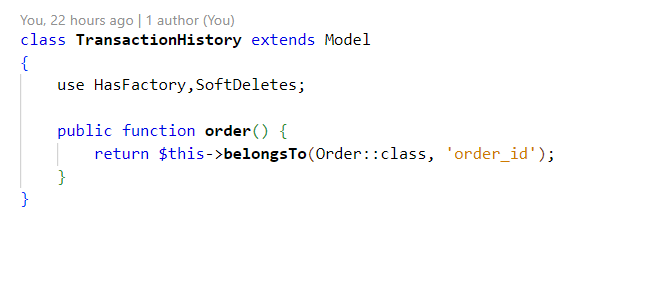 You, 22 hours ago | 1 author (You)
class TransactionHistory extends Model
{
    use HasFactory,SoftDeletes;
    public function order() {
        return $this->belongsTo(Order::class, 'order_id');
    }
}